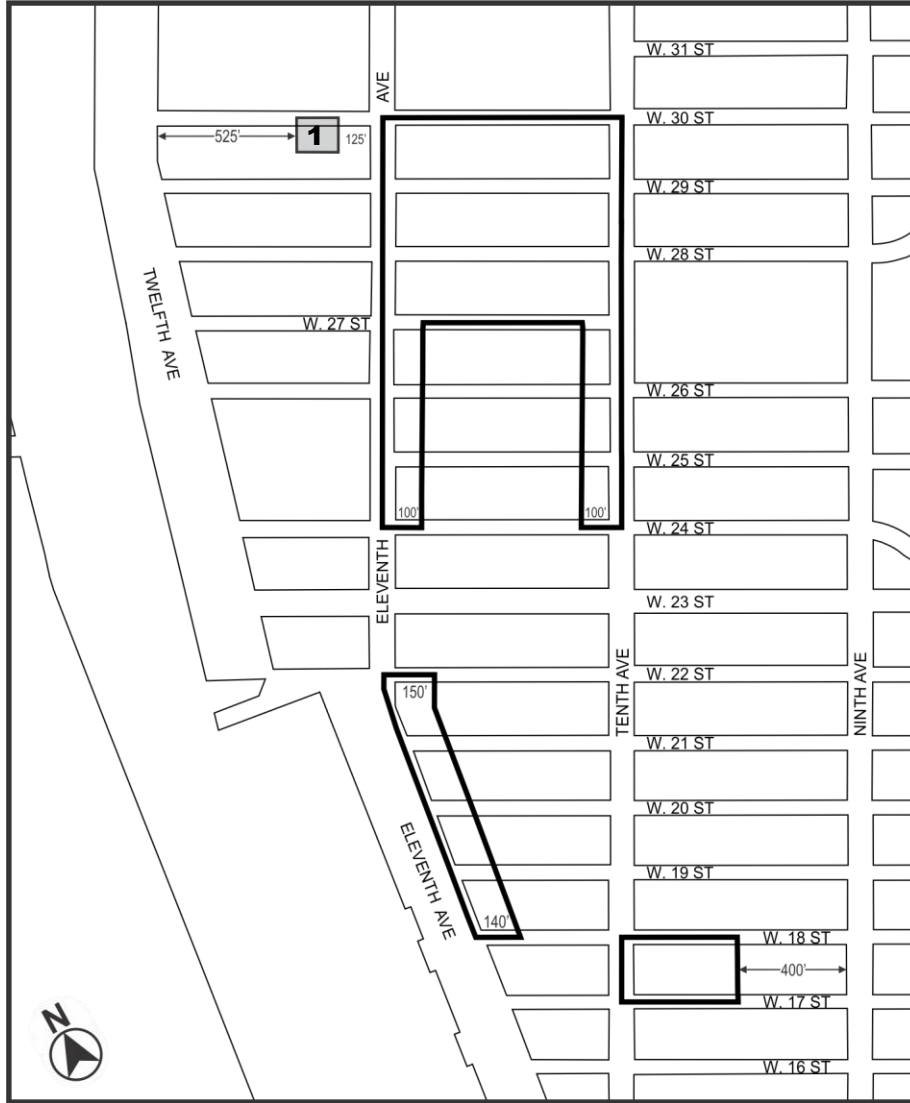 W. 31 ST
AVE
W. 30 ST
525'
1
125'
W. 29 ST
W. 28 ST
TWELFTH AVE
W. 27 ST
W. 26 ST
W. 25 ST
100'
100'
W. 24 ST
ELEVENTH
W. 23 ST
W. 22 ST
150'
TENTH AVE
NINTH AVE
W. 21 ST
W. 20 ST
ELEVENTH AVE
W. 19 ST
140'
W. 18 ST
400'
W. 17 ST
N
W. 16 ST